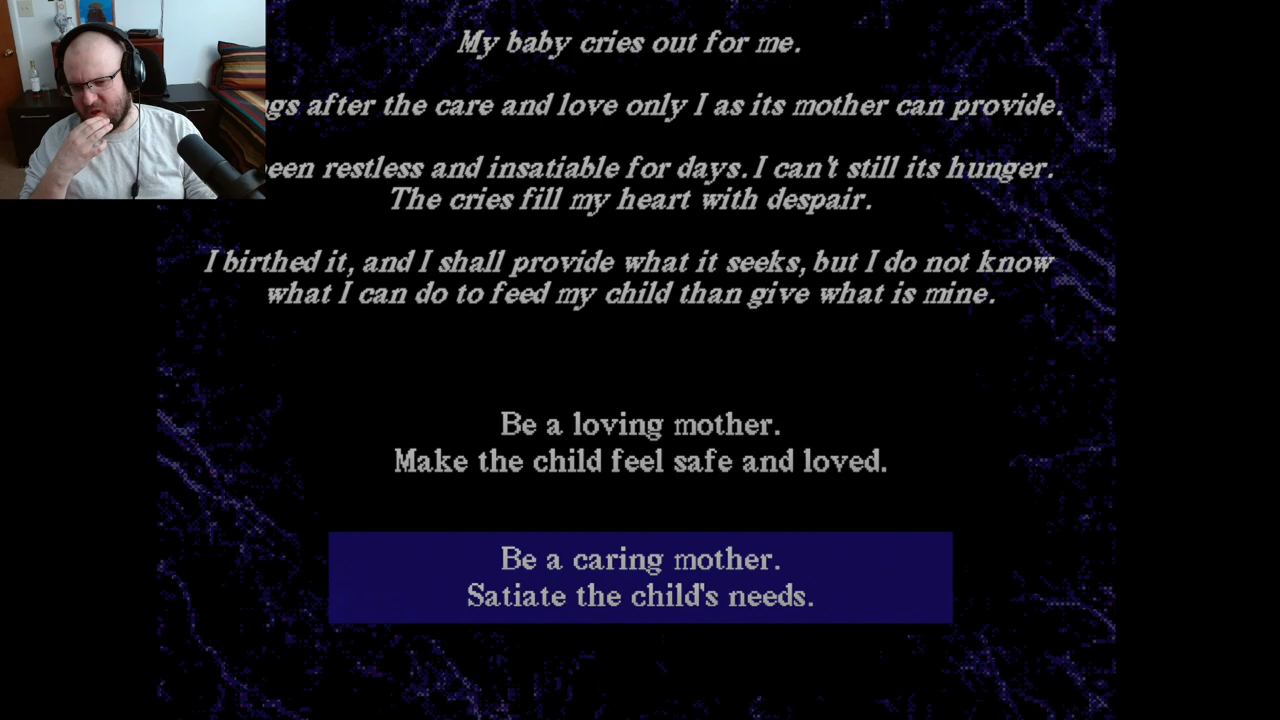 My baby cries out for me.
gs after the care and love only I as its mother can provide.
een restless and insatiable for days. I can't still its hunger.
The cries fill my heart with despair.
I birthed it, and I shall provide what it seeks, but I do not know
what I can do to feed my child than give what is mine.
Be a loving mother.
Make the child feel safe and loved.
Be a caring mother.
Satiate the child's needs.